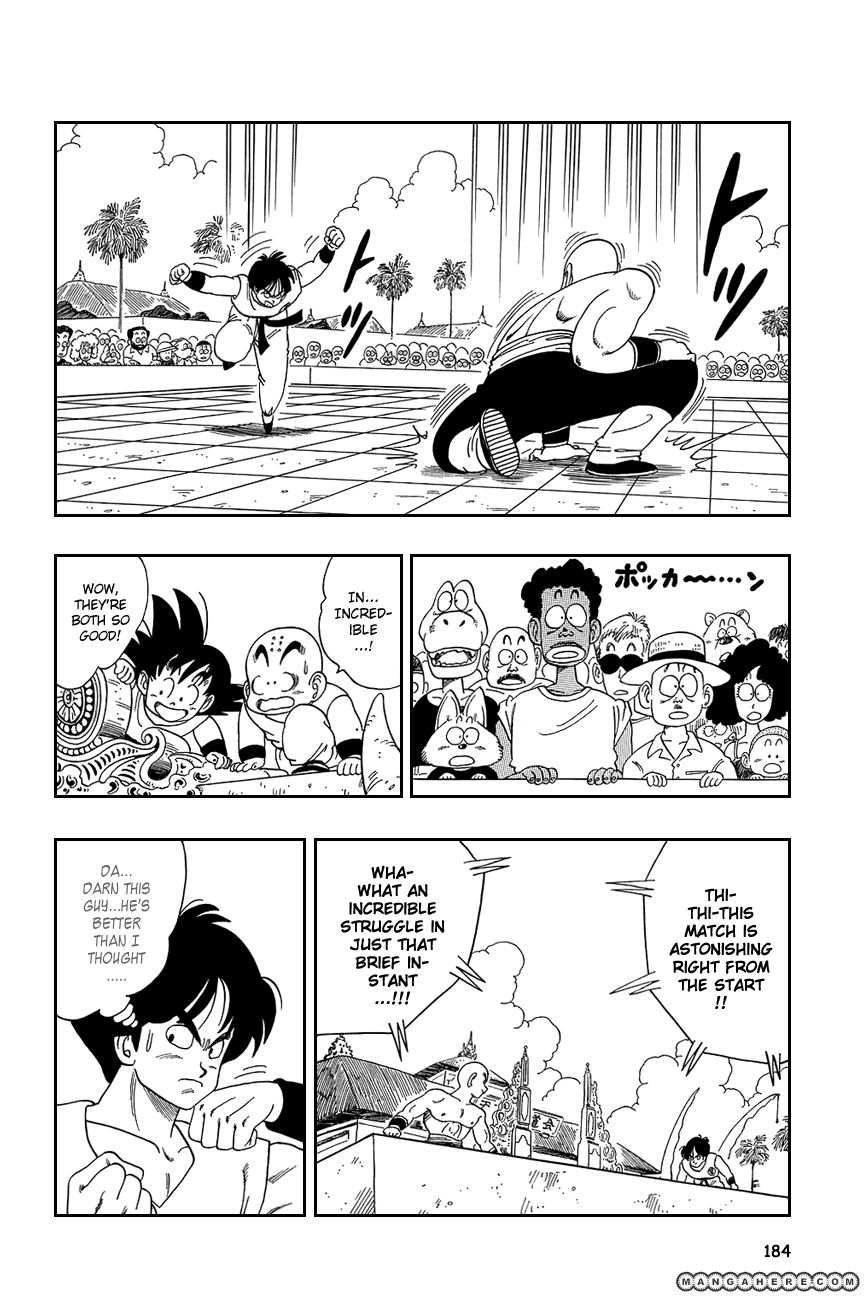 ドッ
ドッ
IN...
INCRED-
IBLE
...!
WOW,
THEY'RE
BOTH SO
GOOD!
ポッカ〜〜…ン
DA...
DARN THIS
GUY...HE'S
BETTER
THAN I
THOUGHT
.....
WHA-
WHAT AN
INCREDIBLE
STRUGGLE IN
JUST THAT
BRIEF IN-
STANT
...!!!
THI-
THI-THIS
MATCH IS
ASTONISHING
RIGHT FROM
THE START
!!
184
MANGAHERE.COM